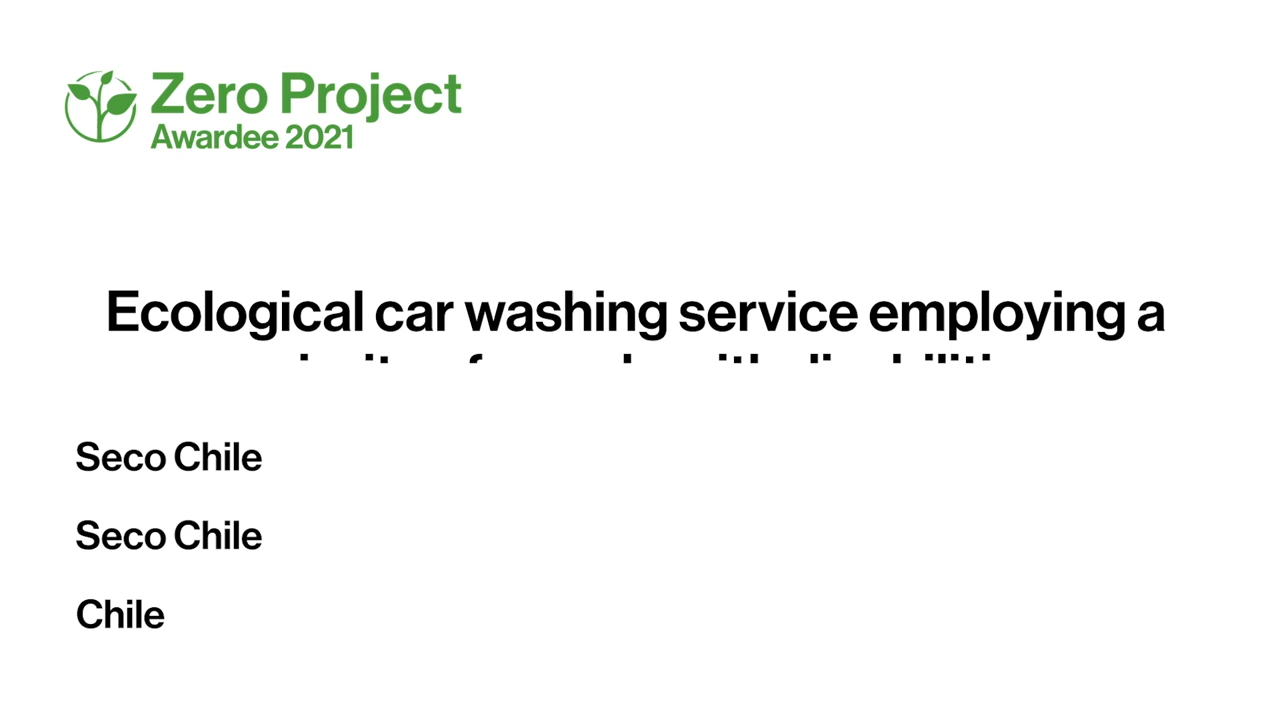 Zero Project
Awardee 2021
Ecological car washing service employing a
Seco Chile
Seco Chile
Chile